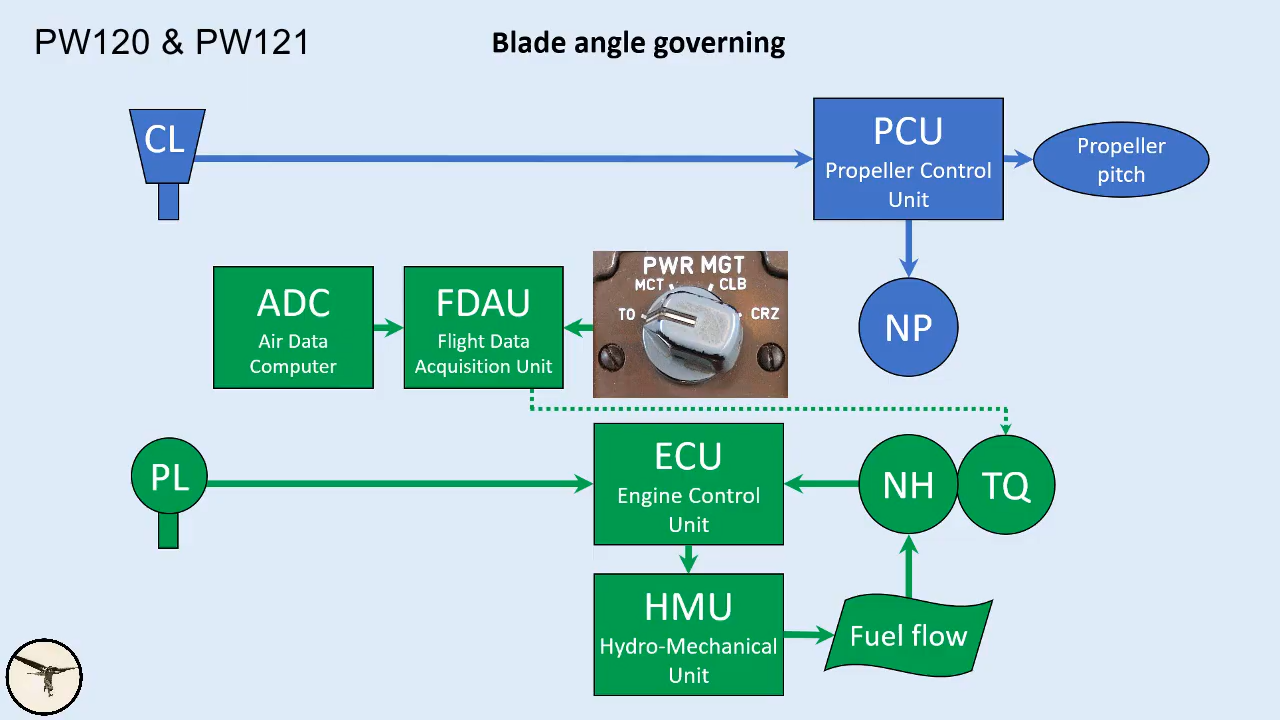 PW120 & PW121
Blade angle governing
CL
PCU
Propeller Control
Unit
Propeller
pitch
ADC
Air Data
Computer
FDAU
Flight Data
Acquisition Unit
PWR MGT
MCT
CLB
TO
CRZ
NP
PL
ECU
Engine Control
Unit
NH
TQ
HMU
Hydro-Mechanical
Unit
Fuel flow